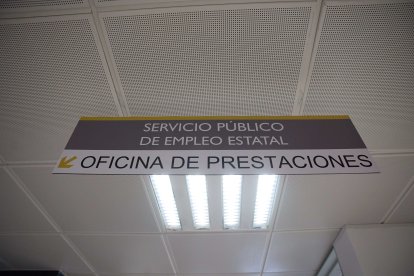 SERVICIO PÚBLICO
DE EMPLEO ESTATAL
OFICINA DE PRESTACIONES